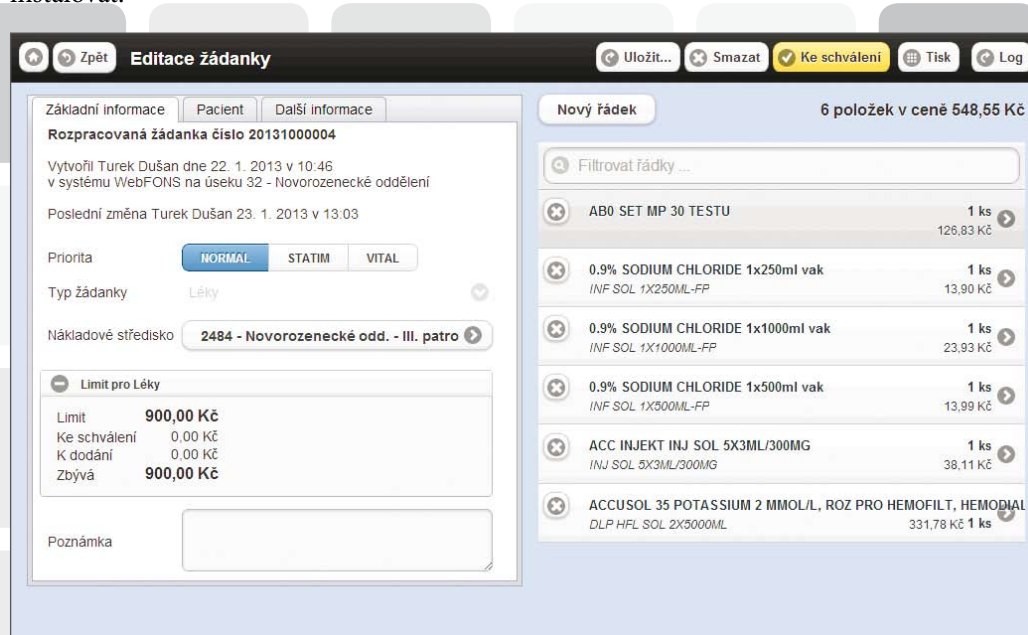 Zpět Editace žádanky Uložit... Smazat Ke schválení Tisk Log
Základní informace Pacient Další informace
Rozpracovaná žádanka číslo 20131000004
Vytvořil Turek Dušan dne 22. 1. 2013 v 10:46
v systému WebFONS na úseku 32 - Novorozenecké oddělení
Poslední změna Turek Dušan 23. 1. 2013 v 13:03
Priorita NORMAL STATIM VITAL
Typ žádanky Léky
Nákladové středisko 2484 - Novorozenecké odd. - III. patro
Limit pro Léky
Limit 900,00 Kč
Ke schválení 0,00 Kč
K dodání 0,00 Kč
Zbývá 900,00 Kč
Poznámka
Nový řádek 6 položek v ceně 548,55 Kč
Filtrovat řádky ...
AB0 SET MP 30 TESTU 1 ks
126,83 Kč
0.9% SODIUM CHLORIDE 1x250ml vak 1 ks
INF SOL 1X250ML-FP 13,90 Kč
0.9% SODIUM CHLORIDE 1x1000ml vak 1 ks
INF SOL 1X1000ML-FP 23,93 Kč
0.9% SODIUM CHLORIDE 1x500ml vak 1 ks
INF SOL 1X500ML-FP 13,99 Kč
ACC INJEKT INJ SOL 5X3ML/300MG 1 ks
INJ SOL 5X3ML/300MG 38,11 Kč
ACCUSOL 35 POTASSIUM 2 MMOL/L, ROZ PRO HEMOFILT, HEMODIAL
DLP HFL SOL 2X5000ML 331,78 Kč 1 ks